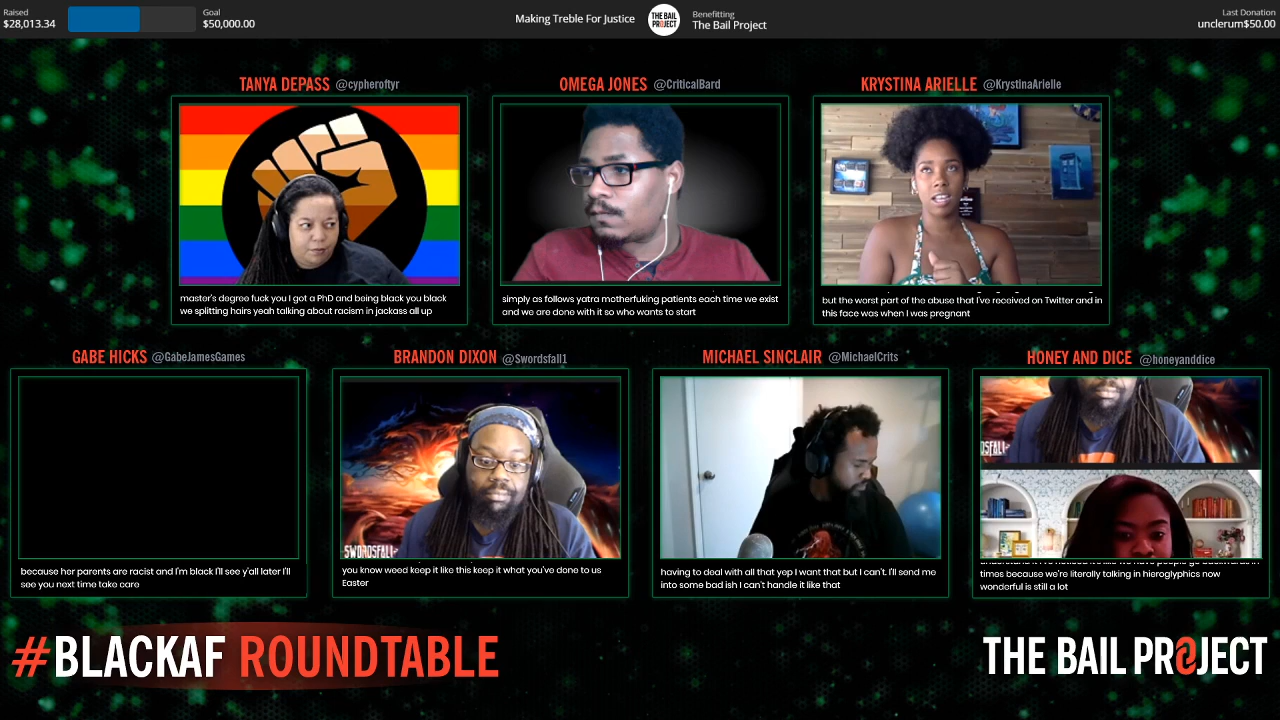 Raised
$28,013.34
Goal
$50,000.00
Making Treble For Justice
THE BAIL
PROJECT
Benefitting
The Bail Project
Last Donation
unclerum$50.00
TANYA DEPASS @cypheroftyr
OMEGA JONES @CriticalBard
KRYSTINA ARIELLE @KrystinaArielle
master's degree fuck you I got a PhD and being black you black
we splitting hairs yeah talking about racism in jackass all up
simply as follows yatra motherfuking patients each time we exist
and we are done with it so who wants to start
but the worst part of the abuse that I've received on Twitter and in
this face was when I was pregnant
GABE HICKS @GabeJamesGames
BRANDON DIXON @Swordsfall1
MICHAEL SINCLAIR @MichaelCrits
HONEY AND DICE @honeyanddice
SWORDSFALL
because her parents are racist and I'm black I'll see y'all later I'll
see you next time take care
you know weed keep it like this keep it what you've done to us
Easter
having to deal with all that yep I want that but I can't. I'll send me
into some bad ish I can't handle it like that
times because we're literally talking in hieroglyphics now
wonderful is still a lot
#BLACKAF ROUNDTABLE
THE BAIL PROJECT